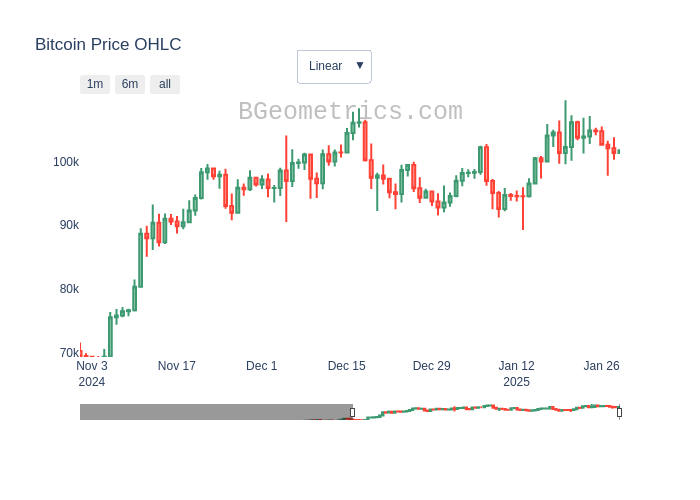 Bitcoin Price OHLC
Linear ▼
1m 6m all
BGeometrics.com
100k
90k
80k
70k
Nov 3 Nov 17 Dec 1 Dec 15 Dec 29 Jan 12 Jan 26
2024 2025